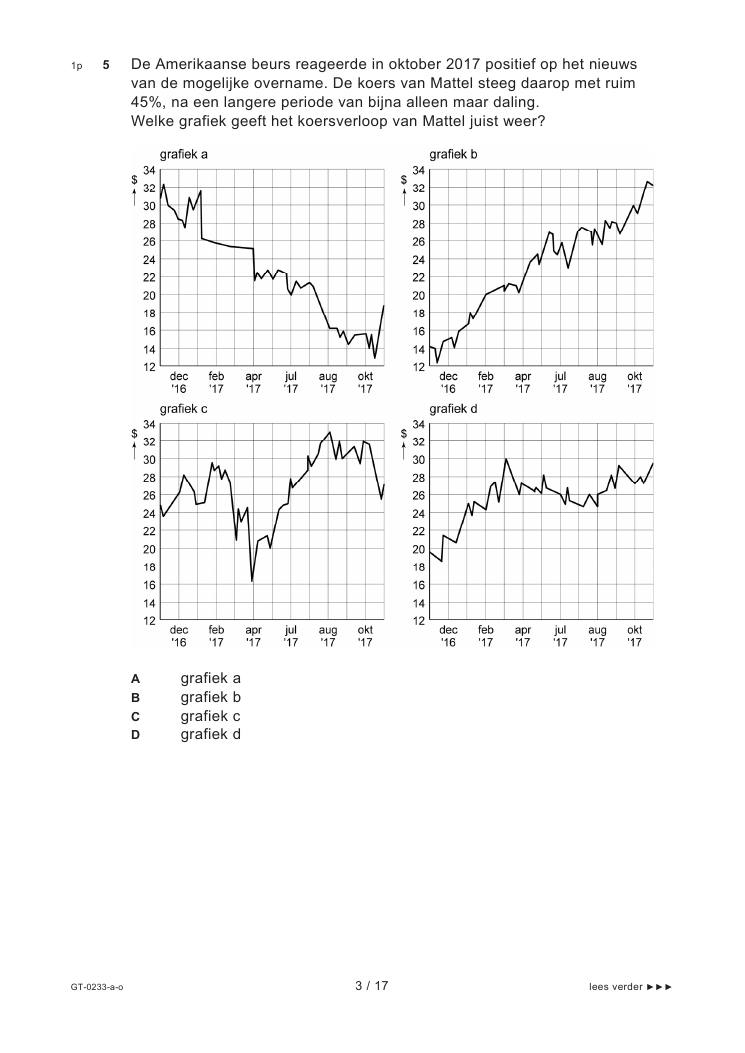 1p 5 De Amerikaanse beurs reageerde in oktober 2017 positief op het nieuws
van de mogelijke overname. De koers van Mattel steeg daarop met ruim
45%, na een langere periode van bijna alleen maar daling.
Welke grafiek geeft het koersverloop van Mattel juist weer?
grafiek a
$
34
32
30
28
26
24
22
20
18
16
14
12
dec feb apr jul aug okt
'16 '17 '17 '17 '17 '17
grafiek b
$
34
32
30
28
26
24
22
20
18
16
14
12
dec feb apr jul aug okt
'16 '17 '17 '17 '17 '17
grafiek c
$
34
32
30
28
26
24
22
20
18
16
14
12
dec feb apr jul aug okt
'16 '17 '17 '17 '17 '17
grafiek d
$
34
32
30
28
26
24
22
20
18
16
14
12
dec feb apr jul aug okt
'16 '17 '17 '17 '17 '17
A grafiek a
B grafiek b
C grafiek c
D grafiek d
GT-0233-a-o 3 / 17 lees verder ►►►